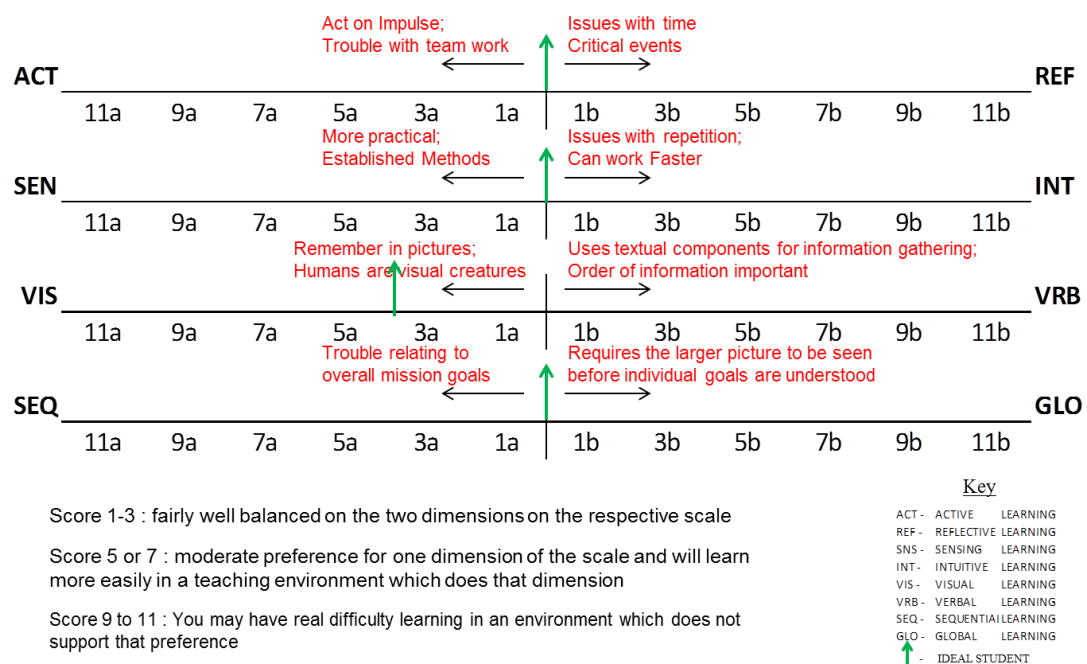 Act on Impulse;
Trouble with team work
Issues with time
Critical events
ACT
REF
11a 9a 7a 5a 3a 1a 1b 3b 5b 7b 9b 11b
More practical;
Established Methods
Issues with repetition;
Can work Faster
SEN
INT
11a 9a 7a 5a 3a 1a 1b 3b 5b 7b 9b 11b
Remember in pictures;
Humans are visual creatures
Uses textual components for information gathering;
Order of information important
VIS
VRB
11a 9a 7a 5a 3a 1a 1b 3b 5b 7b 9b 11b
Trouble relating to
overall mission goals
Requires the larger picture to be seen
before individual goals are understood
SEQ
GLO
11a 9a 7a 5a 3a 1a 1b 3b 5b 7b 9b 11b
Score 1-3 : fairly well balanced on the two dimensions on the respective scale
Score 5 or 7 : moderate preference for one dimension of the scale and will learn
more easily in a teaching environment which does that dimension
Score 9 to 11 : You may have real difficulty learning in an environment which does not
support that preference
Key
ACT - ACTIVE LEARNING
REF - REFLECTIVE LEARNING
SNS - SENSING LEARNING
INT - INTUITIVE LEARNING
VIS - VISUAL LEARNING
VRB - VERBAL LEARNING
SEQ - SEQUENTIAL LEARNING
GLO - GLOBAL LEARNING
- IDEAL STUDENT